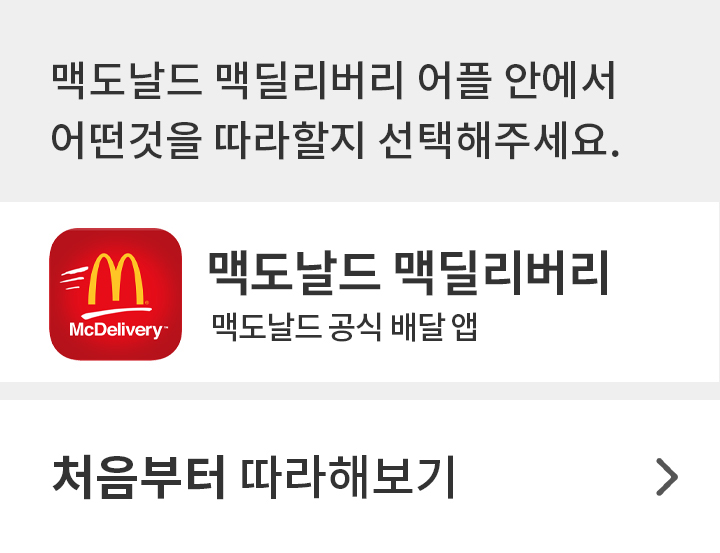 맥도날드 맥딜리버리 어플 안에서
어떤것을 따라할지 선택해주세요.
맥도날드 맥딜리버리
McDelivery™
맥도날드 공식 배달 앱
처음부터 따라해보기